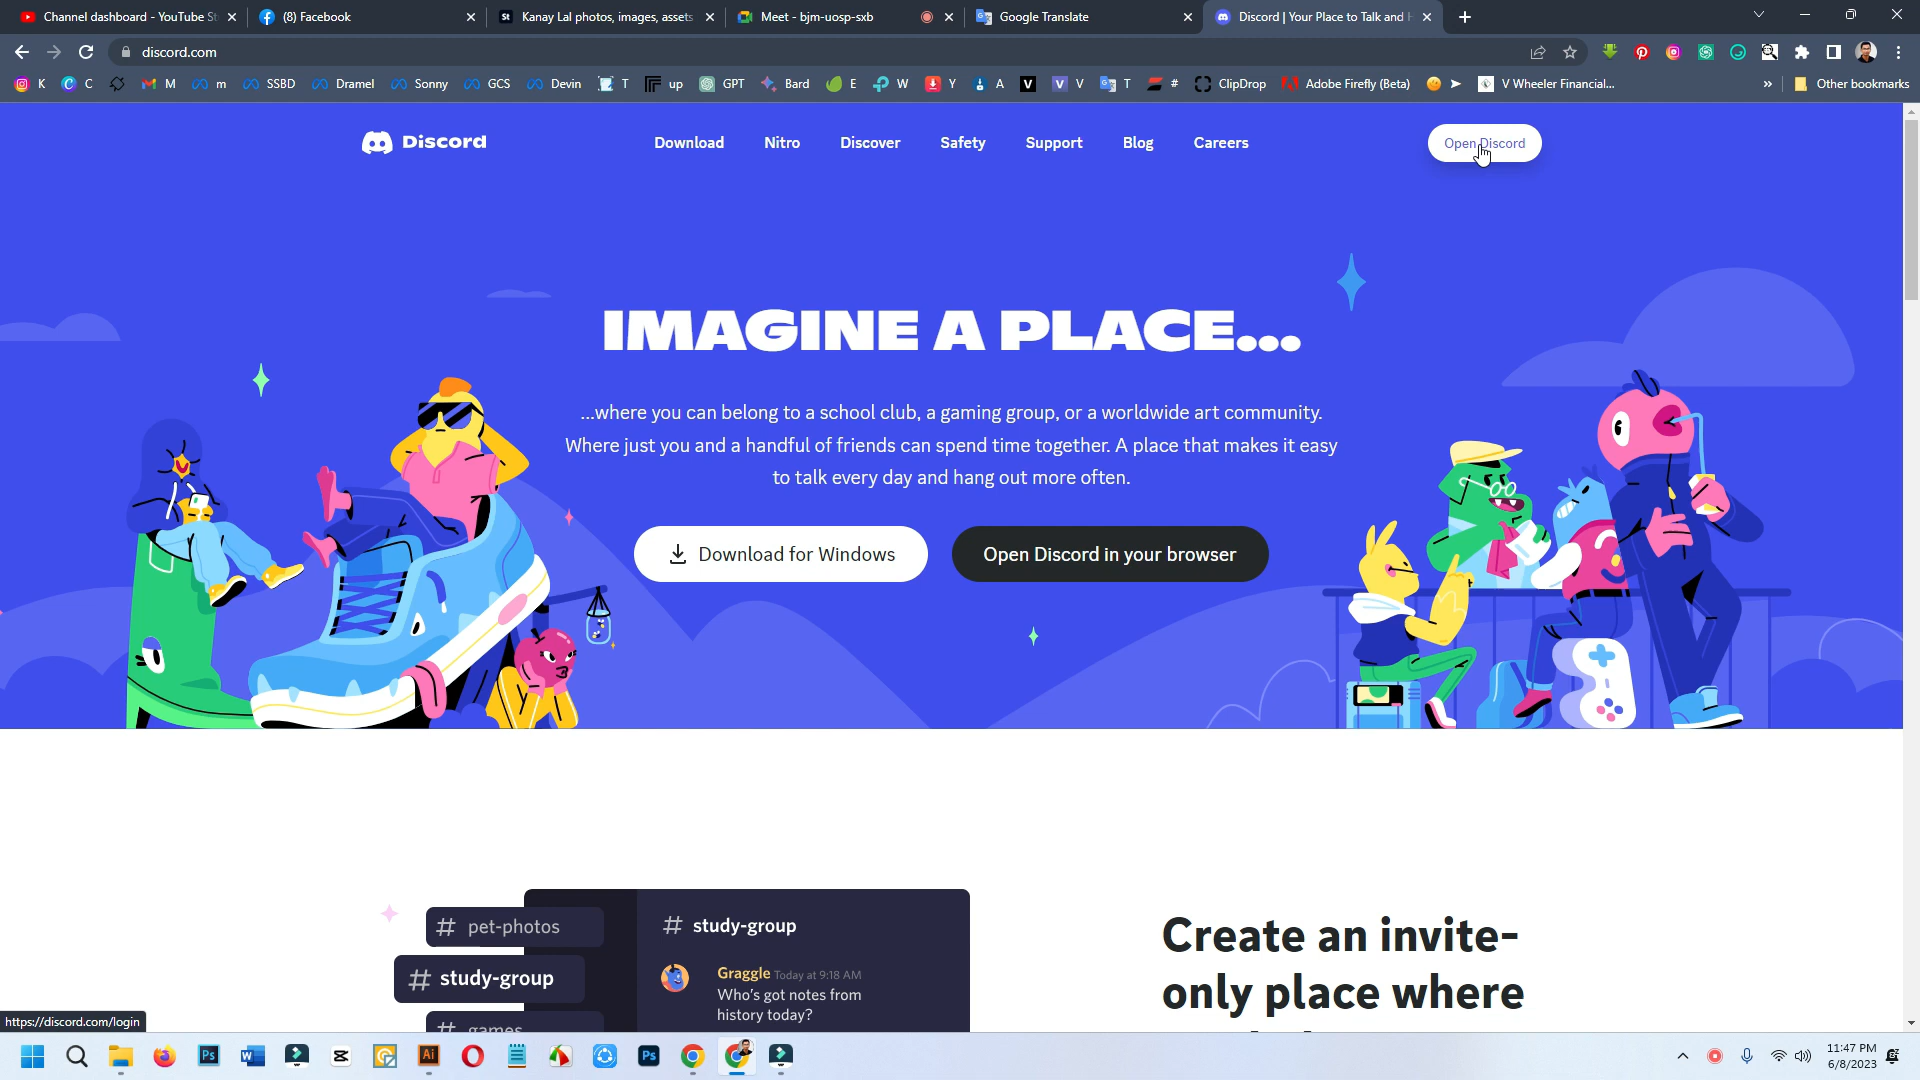 Channel dashboard - YouTube St
(8) Facebook
Kanay Lal photos, images, assets
Meet - bjm-uosp-sxb
Google Translate
Discord | Your Place to Talk and H
discord.com
K
C
M
m
SSBD
Dramel
Sonny
GCS
Devin
T
up
GPT
Bard
E
W
Y
A
V
T
#
ClipDrop
Adobe Firefly (Beta)
V Wheeler Financial...
»
Other bookmarks
Discord
Download
Nitro
Discover
Safety
Support
Blog
Careers
Open Discord
IMAGINE A PLACE...
...where you can belong to a school club, a gaming group, or a worldwide art community.
Where just you and a handful of friends can spend time together. A place that makes it easy
to talk every day and hang out more often.
Download for Windows
Open Discord in your browser
# pet-photos
# study-group
# games
# study-group
Graggle Today at 9:18 AM
Who's got notes from
history today?
Create an invite-
only place where
https://discord.com/login
11:47 PM
6/8/2023